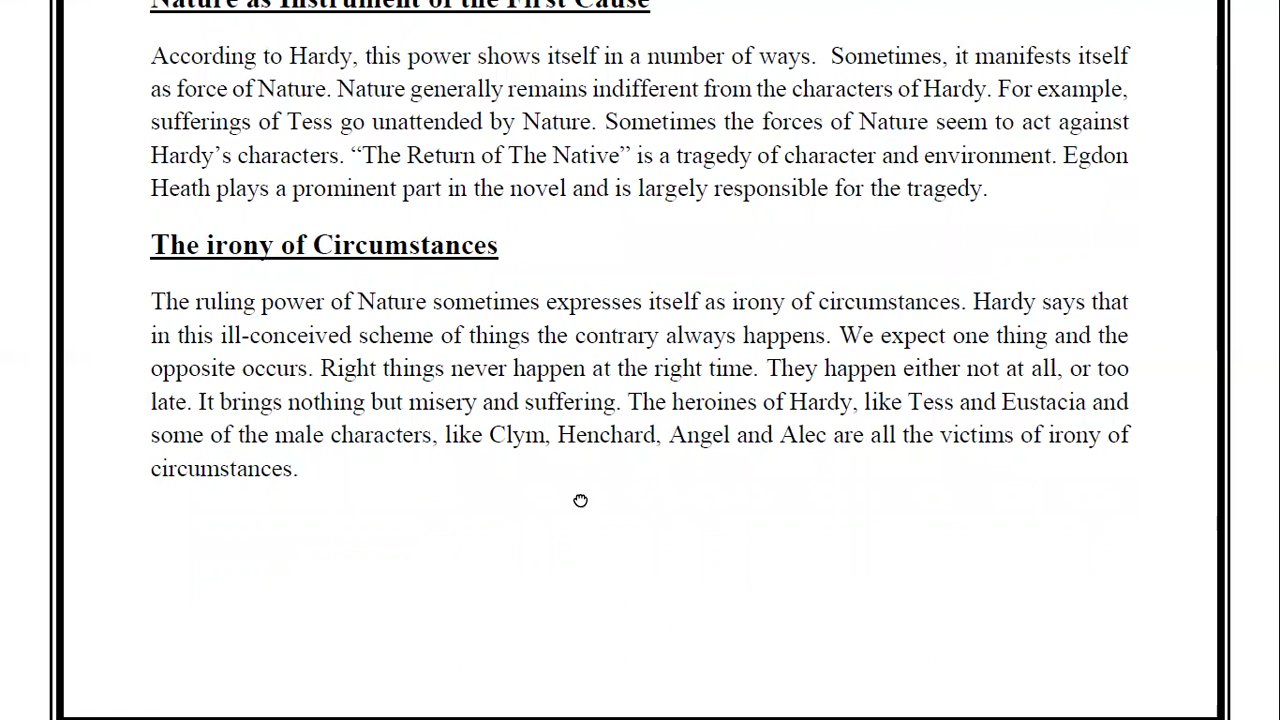 Nature as Instrument of the First Cause
According to Hardy, this power shows itself in a number of ways.  Sometimes, it manifests itself
as force of Nature. Nature generally remains indifferent from the characters of Hardy. For example,
sufferings of Tess go unattended by Nature. Sometimes the forces of Nature seem to act against
Hardy’s characters. “The Return of The Native” is a tragedy of character and environment. Egdon
Heath plays a prominent part in the novel and is largely responsible for the tragedy.
The irony of Circumstances
The ruling power of Nature sometimes expresses itself as irony of circumstances. Hardy says that
in this ill-conceived scheme of things the contrary always happens. We expect one thing and the
opposite occurs. Right things never happen at the right time. They happen either not at all, or too
late. It brings nothing but misery and suffering. The heroines of Hardy, like Tess and Eustacia and
some of the male characters, like Clym, Henchard, Angel and Alec are all the victims of irony of
circumstances.